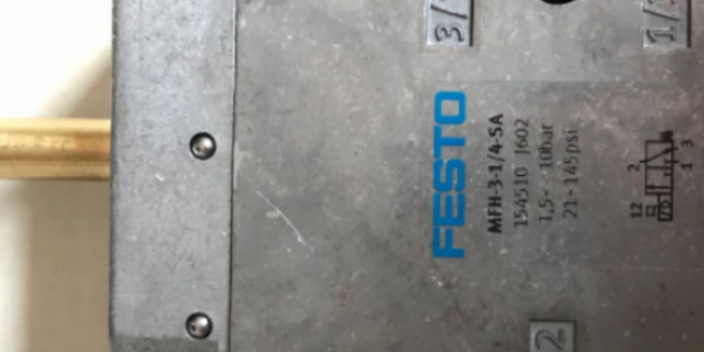 FESTO
MFH-3-1/4-SA
154510 J602
1,5- 10bar
21-145psi
12
2
1 3
3/
1/
2